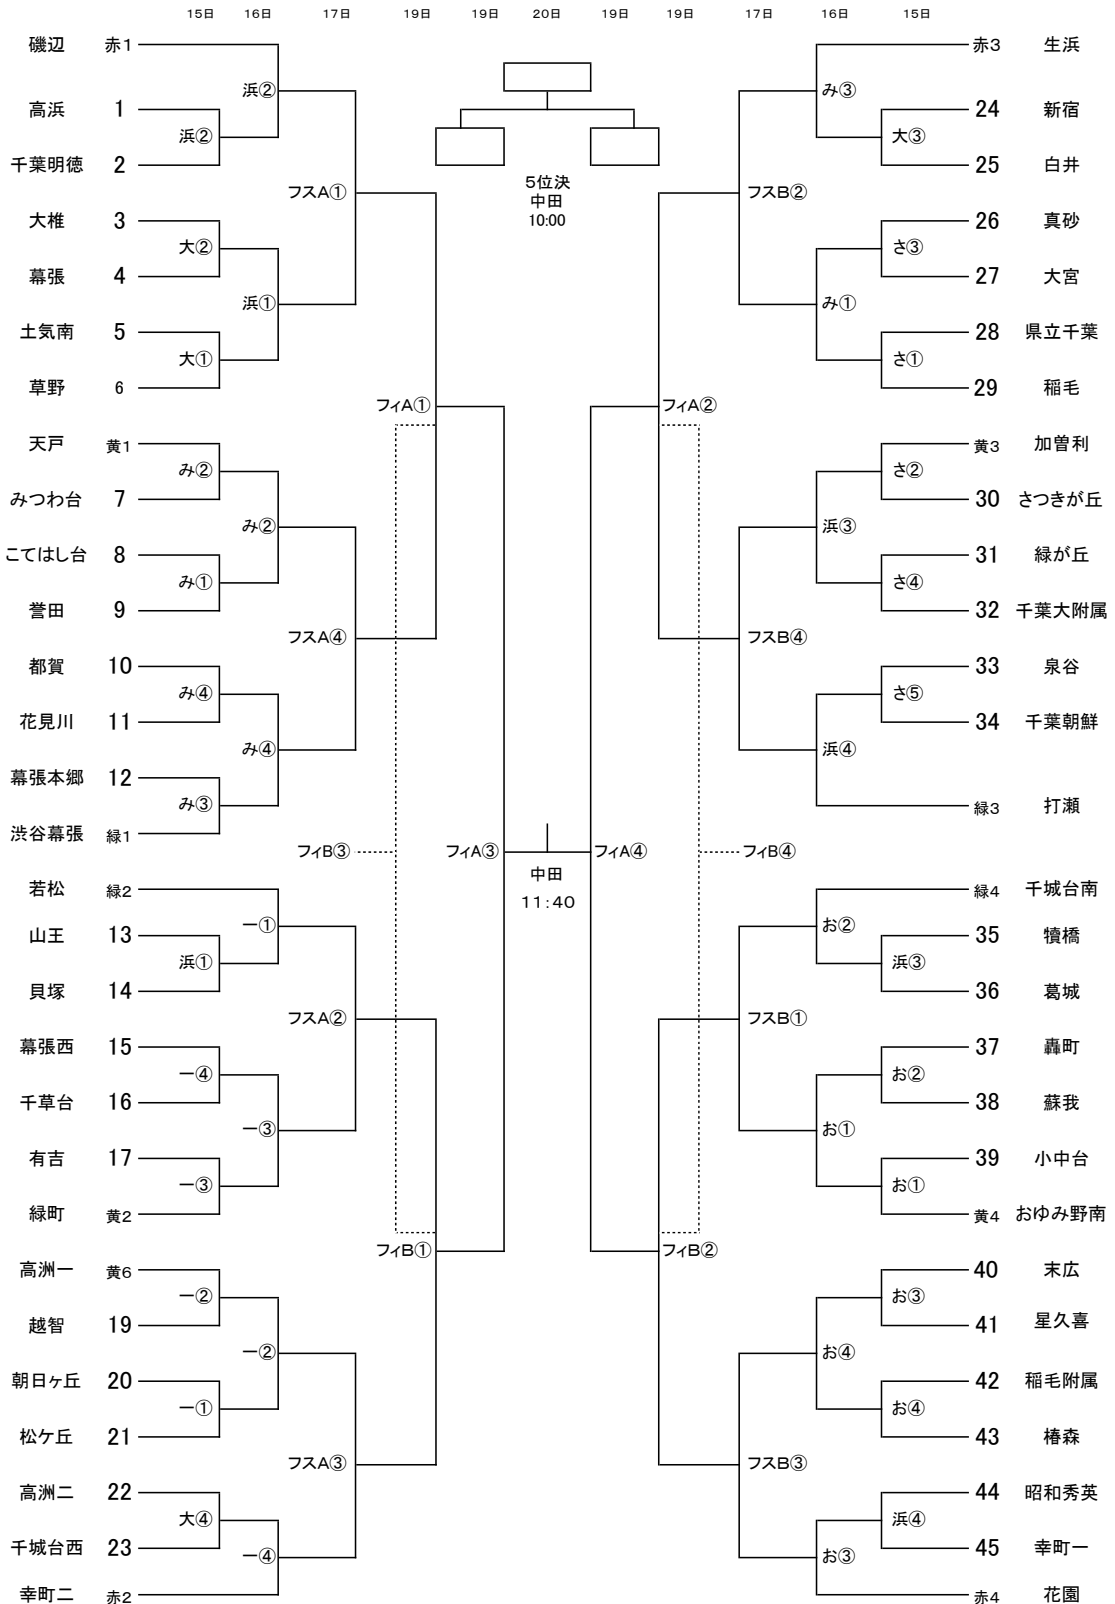 15日 16日 17日 19日 19日 20日 19日 19日 17日 16日 15日
磯辺 赤1
浜②
高浜 1
浜②
千葉明徳 2
フスA①
大椎 3
大②
幕張 4
浜①
土気南 5
大①
草野 6
フィA①
天戸 黄1
み②
みつわ台 7
み②
こてはし台 8
み①
誉田 9
フスA④
都賀 10
み④
花見川 11
み④
幕張本郷 12
み③
渋谷幕張 緑1
フィB③
フィA③
若松 緑2
一①
山王 13
浜①
貝塚 14
フスA②
幕張西 15
一④
千草台 16
一③
有吉 17
一③
緑町 黄2
フィB①
高洲一 黄6
一②
越智 19
一②
朝日ヶ丘 20
一①
松ケ丘 21
フスA③
高洲二 22
大④
千城台西 23
一④
幸町二 赤2
5位決
中田
10:00
中田
11:40
赤3 生浜
み③
24 新宿
大③
25 白井
フスB②
26 真砂
さ③
27 大宮
み①
28 県立千葉
さ①
29 稲毛
フィA②
黄3 加曽利
さ②
30 さつきが丘
浜③
31 緑が丘
さ④
32 千葉大附属
フスB④
33 泉谷
さ⑤
34 千葉朝鮮
浜④
緑3 打瀬
フィA④
フィB④
緑4 千城台南
お②
35 犢橋
浜③
36 葛城
フスB①
37 轟町
お②
38 蘇我
お①
39 小中台
お①
黄4 おゆみ野南
フィB②
40 末広
お③
41 星久喜
お④
42 稲毛附属
お④
43 椿森
フスB③
44 昭和秀英
浜④
45 幸町一
お③
赤4 花園